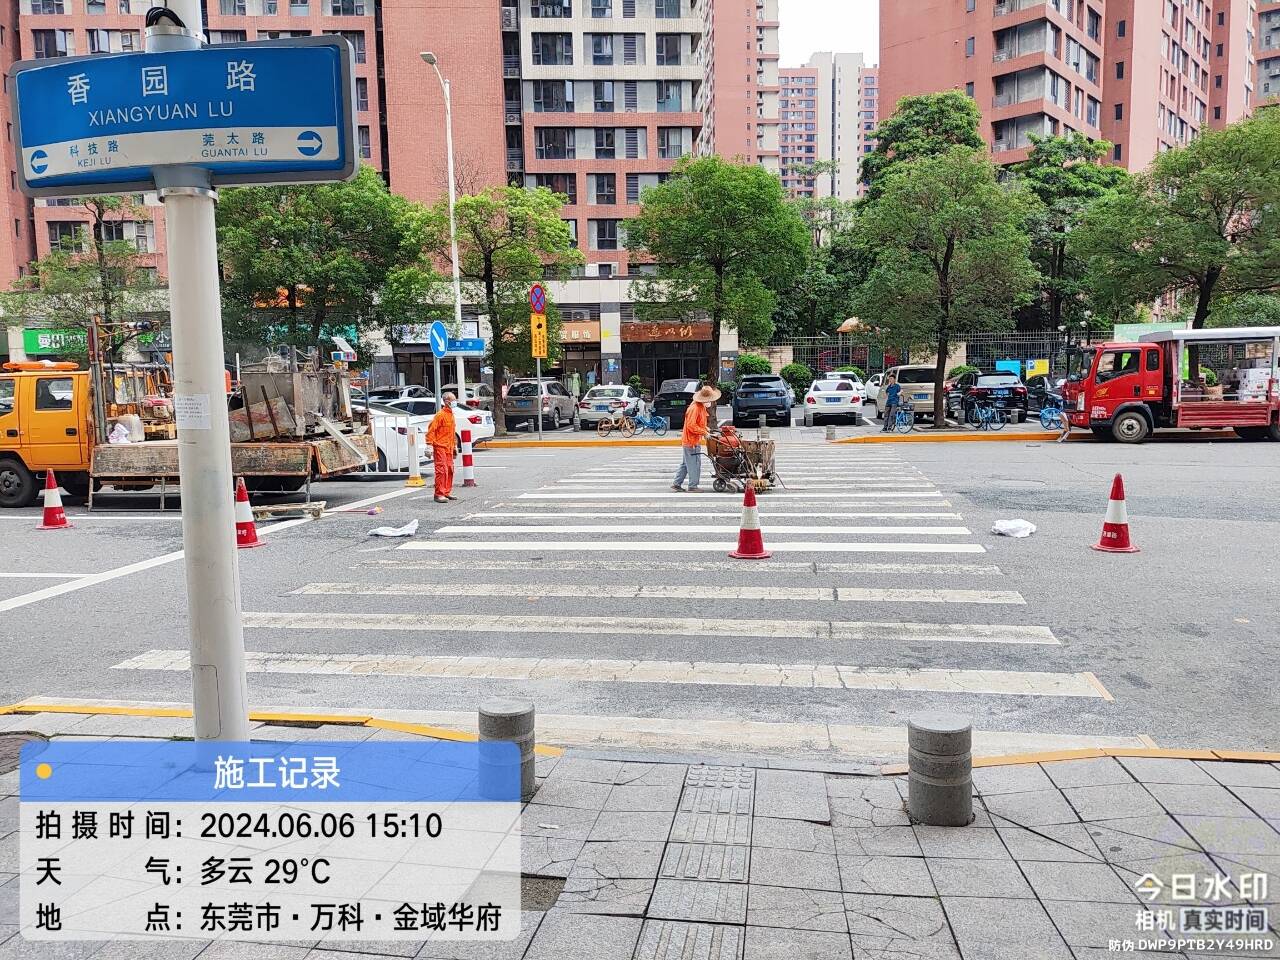 香园路
XIANGYUAN LU
科技路 莞太路
KEJI LU GUANTAI LU
施工记录
拍摄时间：2024.06.06 15:10
天 气：多云 29°C
地 点：东莞市·万科·金域华府
今日水印
相机 真实时间
防伪 DWP9PTB2Y49HRD